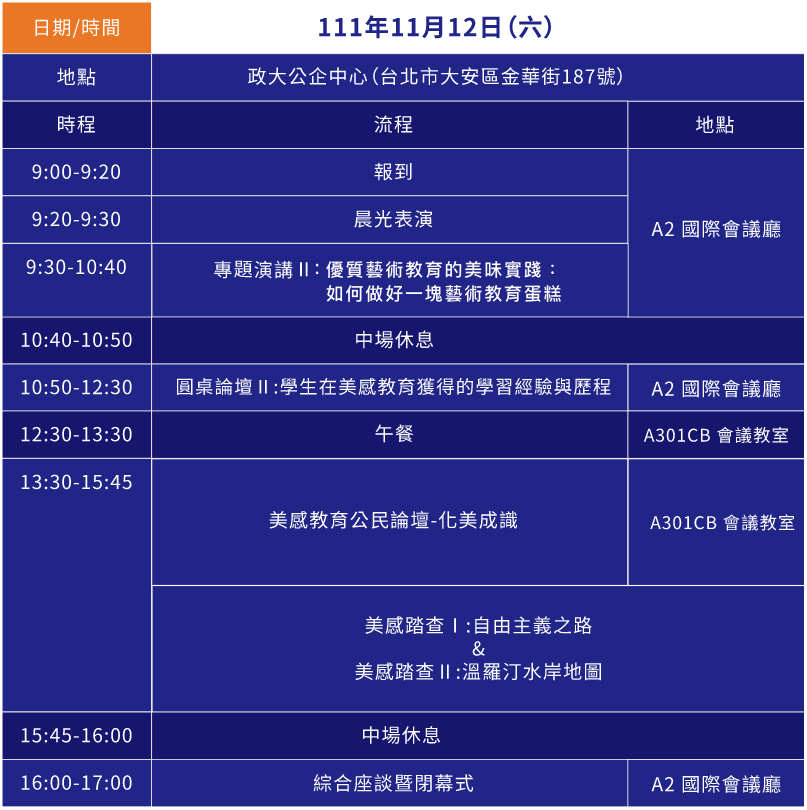 日期/時間 111年11月12日(六)
地點 政大公企中心(台北市大安區金華街187號)
時程 流程 地點
9:00-9:20 報到
A2 國際會議廳
9:20-9:30 晨光表演
9:30-10:40 專題演講Ⅱ:優質藝術教育的美味實踐:
如何做好一塊藝術教育蛋糕
10:40-10:50 中場休息
10:50-12:30 圓桌論壇Ⅱ:學生在美感教育獲得的學習經驗與歷程 A2 國際會議廳
12:30-13:30 午餐 A301CB 會議教室
13:30-15:45
美感教育公民論壇-化美成識 A301CB 會議教室
美感踏查Ⅰ:自由主義之路
&
美感踏查Ⅱ:溫羅汀水岸地圖
15:45-16:00 中場休息
16:00-17:00 綜合座談暨閉幕式 A2 國際會議廳